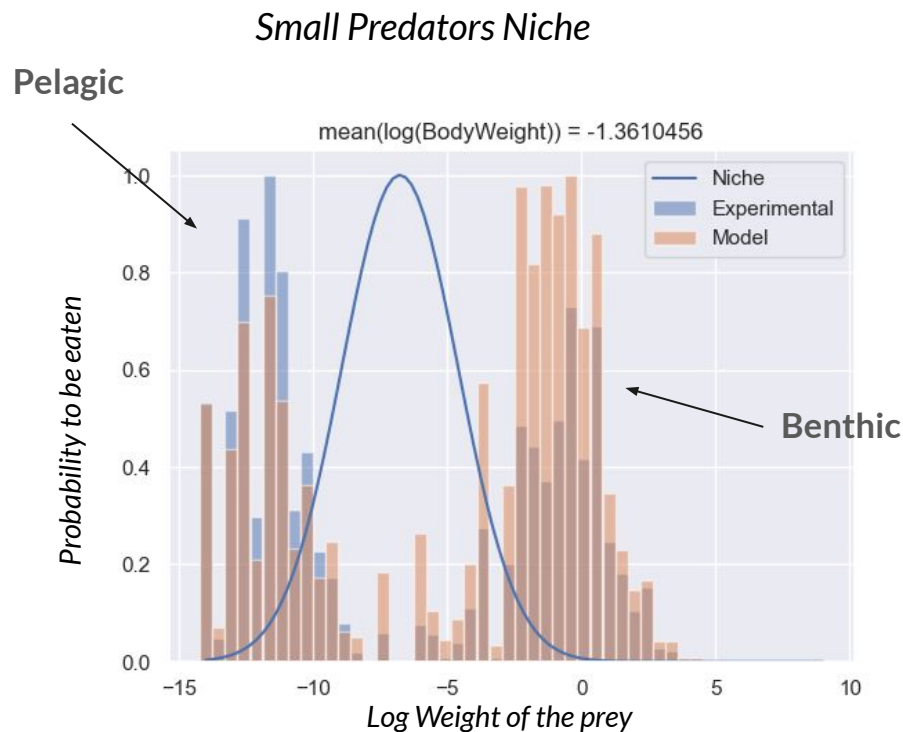 Small Predators Niche
Pelagic
mean(log(BodyWeight)) = -1.3610456
Niche
Experimental
Model
1.0
0.8
0.6
0.4
0.2
0.0
Probability to be eaten
Benthic
−15
−10
−5
0
5
10
Log Weight of the prey